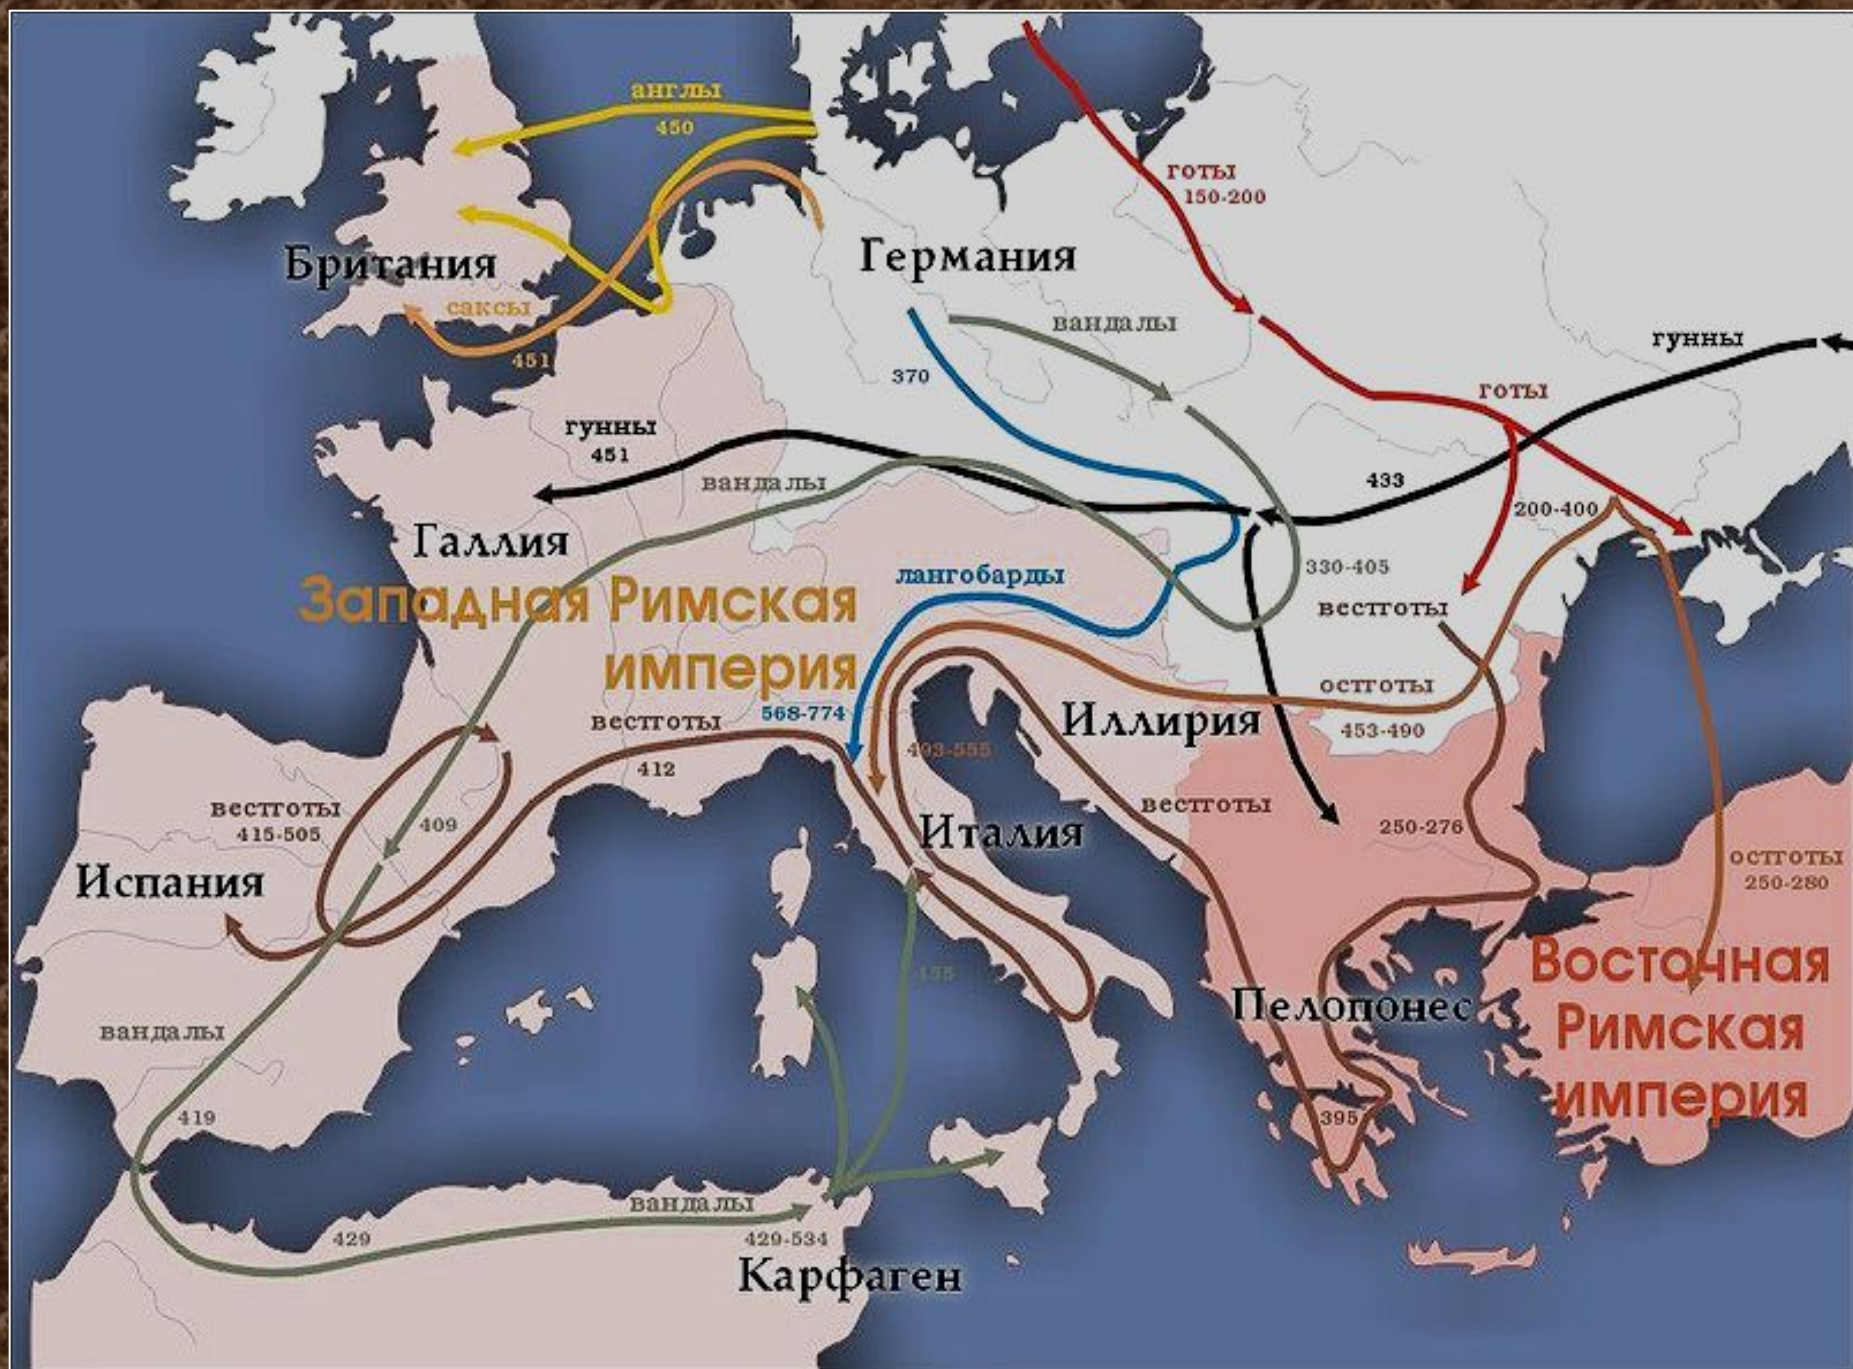 англы
450
готы
150-200
Британия
Германия
саксы
451
вандалы
гунны
370
готы
гунны
451
вандалы
433
200-400
Галлия
330-405
лангобарды
вестготы
Западная Римская
империя
остготы
568-774
вестготы
412
Иллирия
453-490
493-555
вестготы
415-505
409
вестготы
250-276
Италия
остготы
250-280
Испания
455
Восточная
Римская
империя
Пелопонес
вандалы
419
395
вандалы
429
429-534
Карфаген